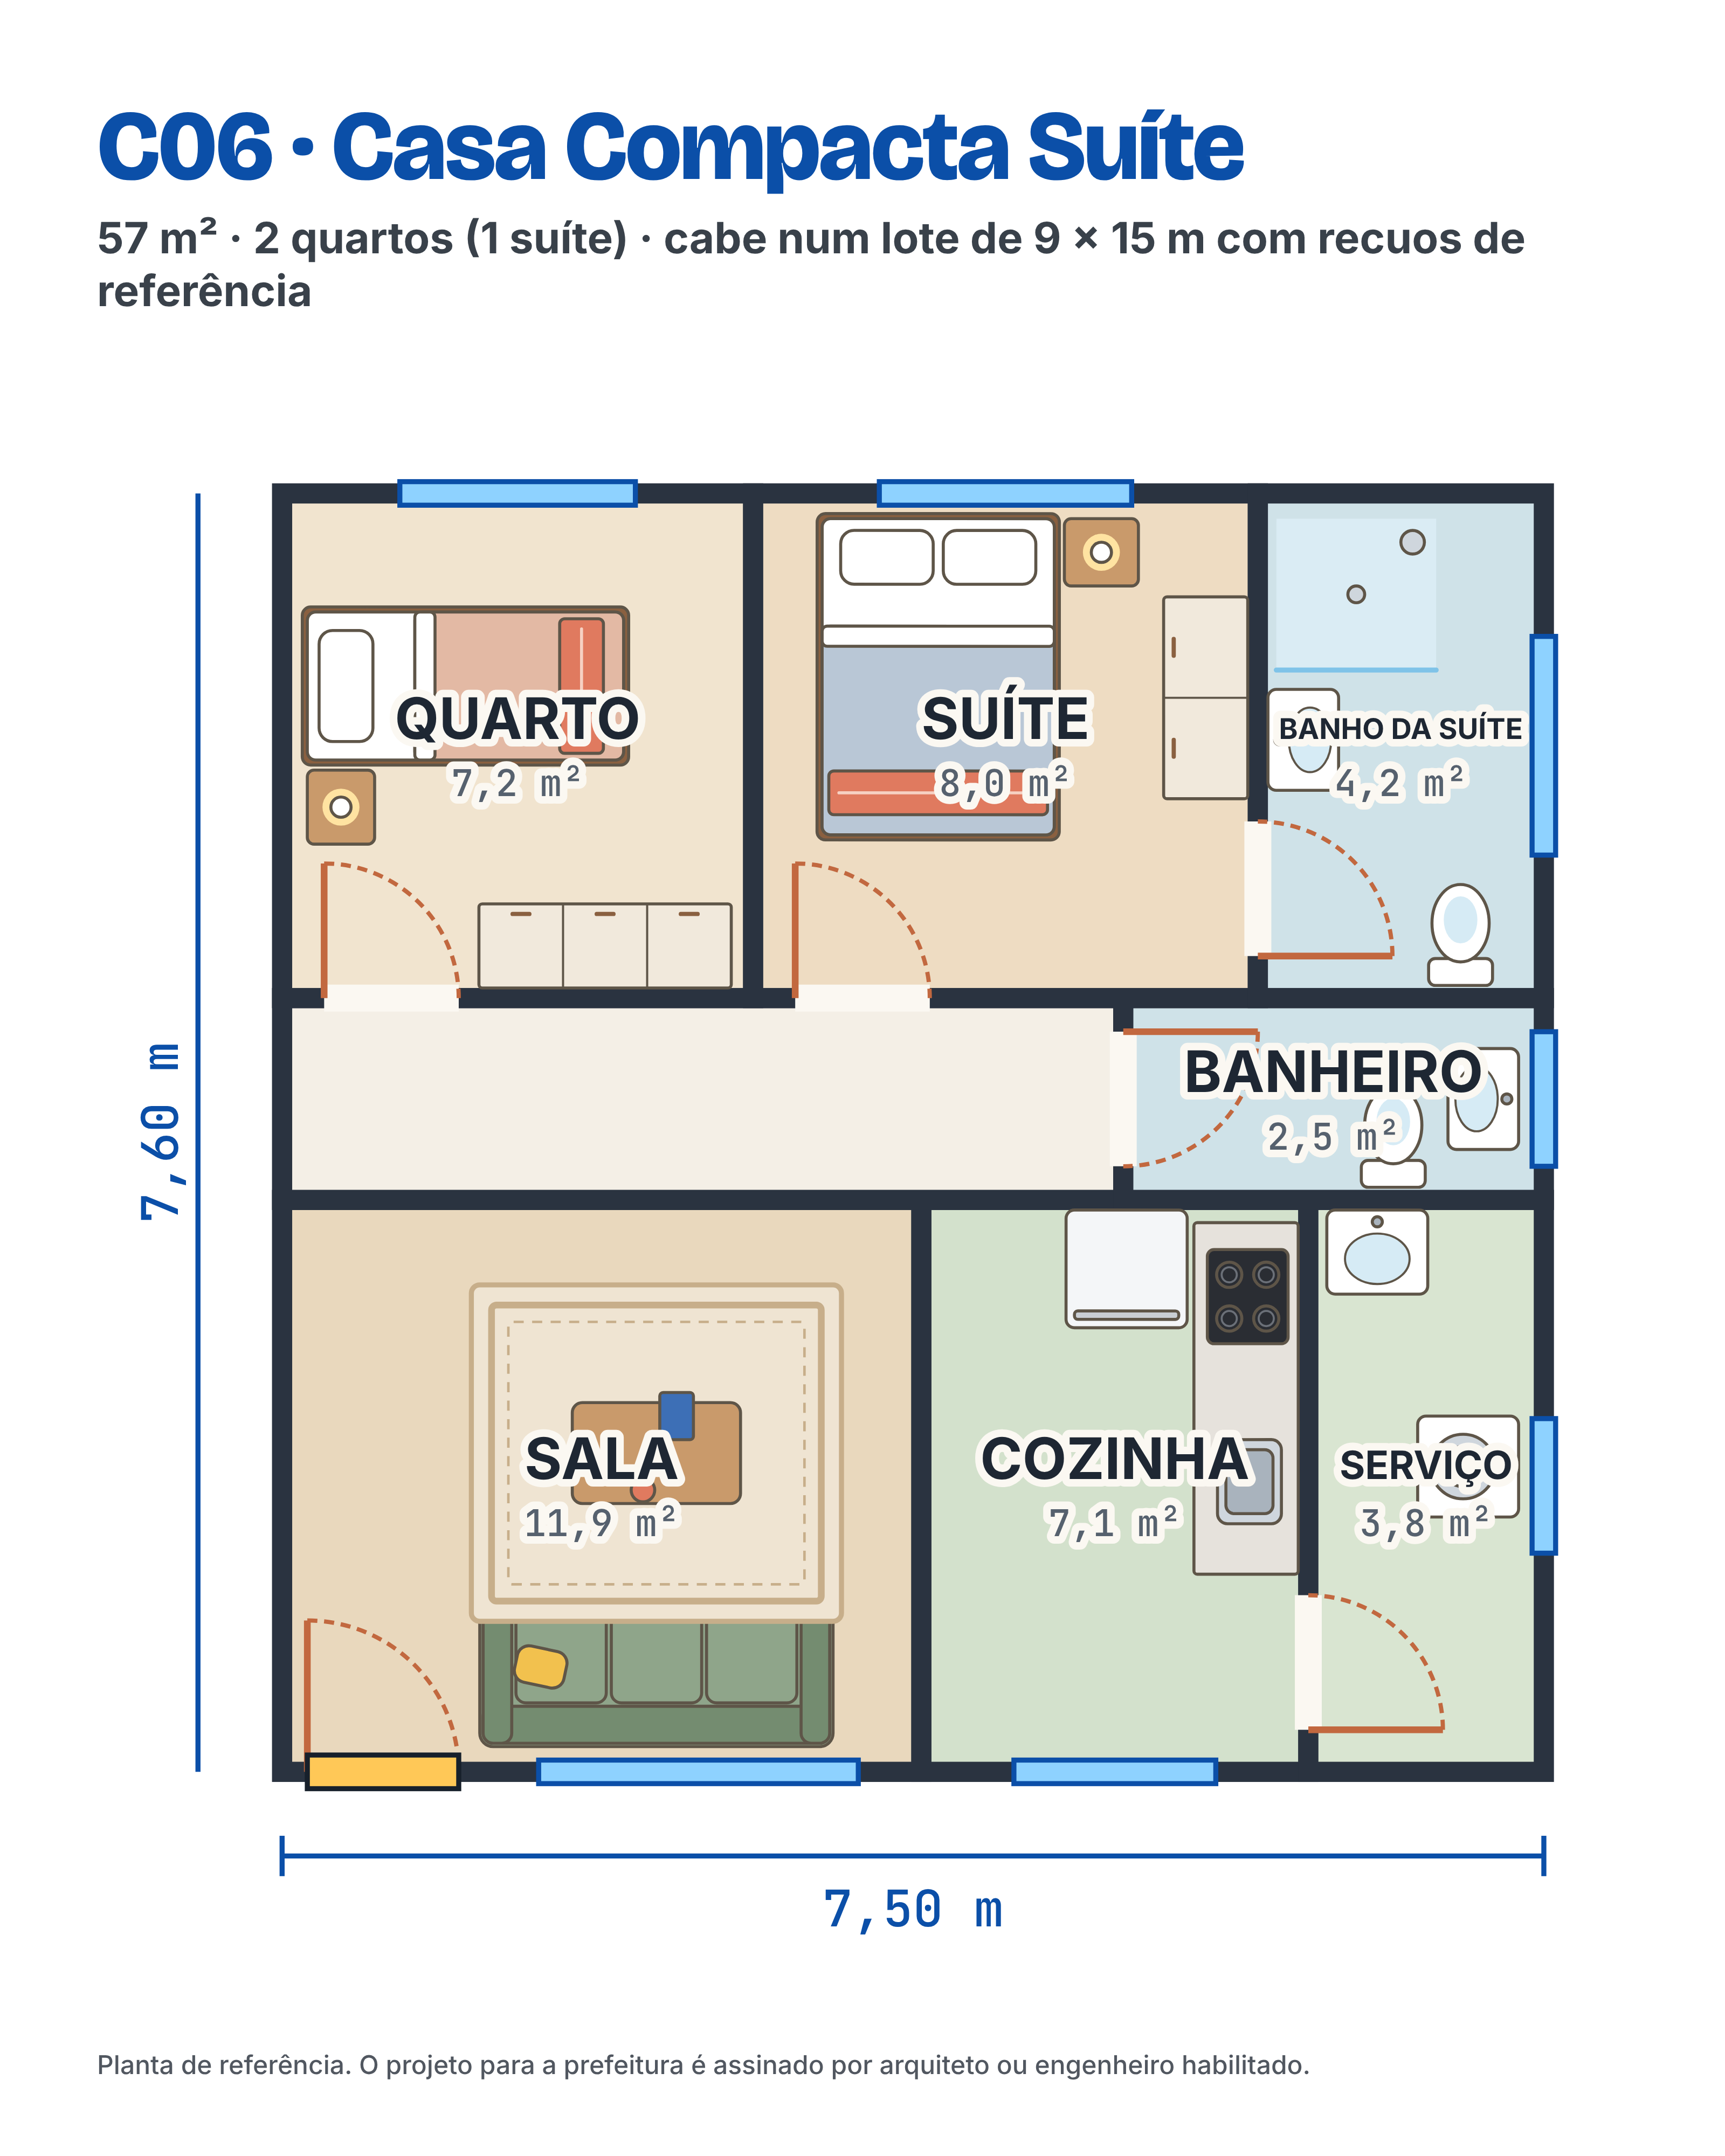 C06 · Casa Compacta Suíte
57 m² · 2 quartos (1 suíte) · cabe num lote de 9 × 15 m com recuos de
referência
QUARTO
7,2 m²
SUÍTE
8,0 m²
BANHO DA SUÍTE
4,2 m²
BANHEIRO
2,5 m²
7,60 m
SALA
11,9 m²
COZINHA
7,1 m²
SERVIÇO
3,8 m²
7,50 m
Planta de referência. O projeto para a prefeitura é assinado por arquiteto ou engenheiro habilitado.